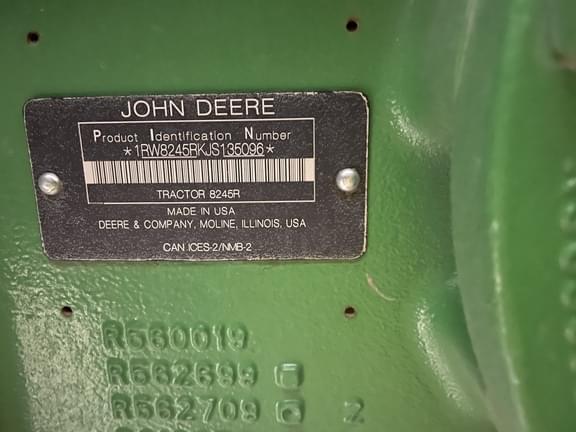 JOHN DEERE
Product Identification Number
*1RW8245RKJS135096*
TRACTOR 8245R
MADE IN USA
DEERE & COMPANY, MOLINE, ILLINOIS, USA
CAN ICES-2/NMB-2
R560019
R562699
R562709 2